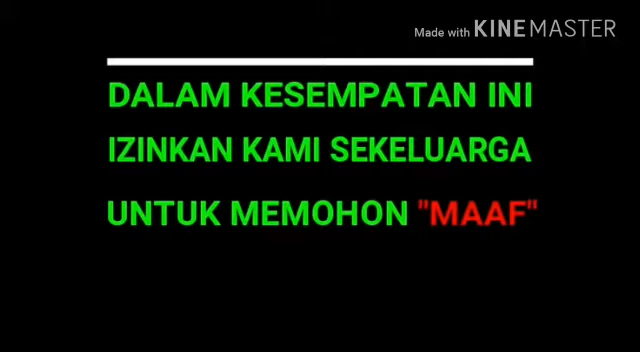 Made with KINEMASTER
DALAM KESEMPATAN INI
IZINKAN KAMI SEKELUARGA
UNTUK MEMOHON "MAAF"